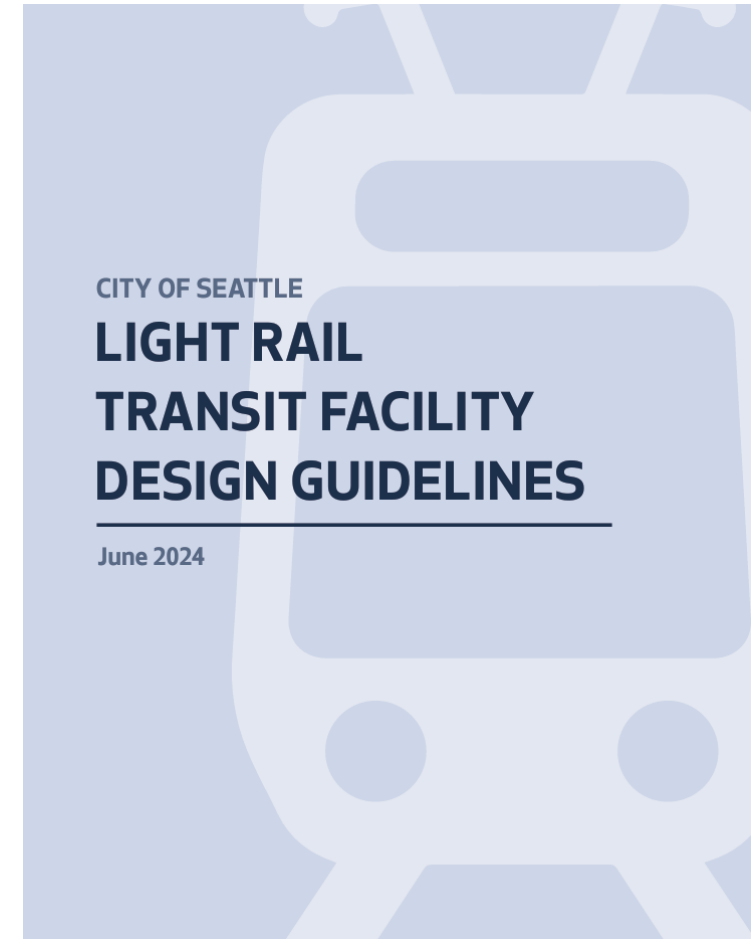 CITY OF SEATTLE
LIGHT RAIL
TRANSIT FACILITY
DESIGN GUIDELINES
June 2024